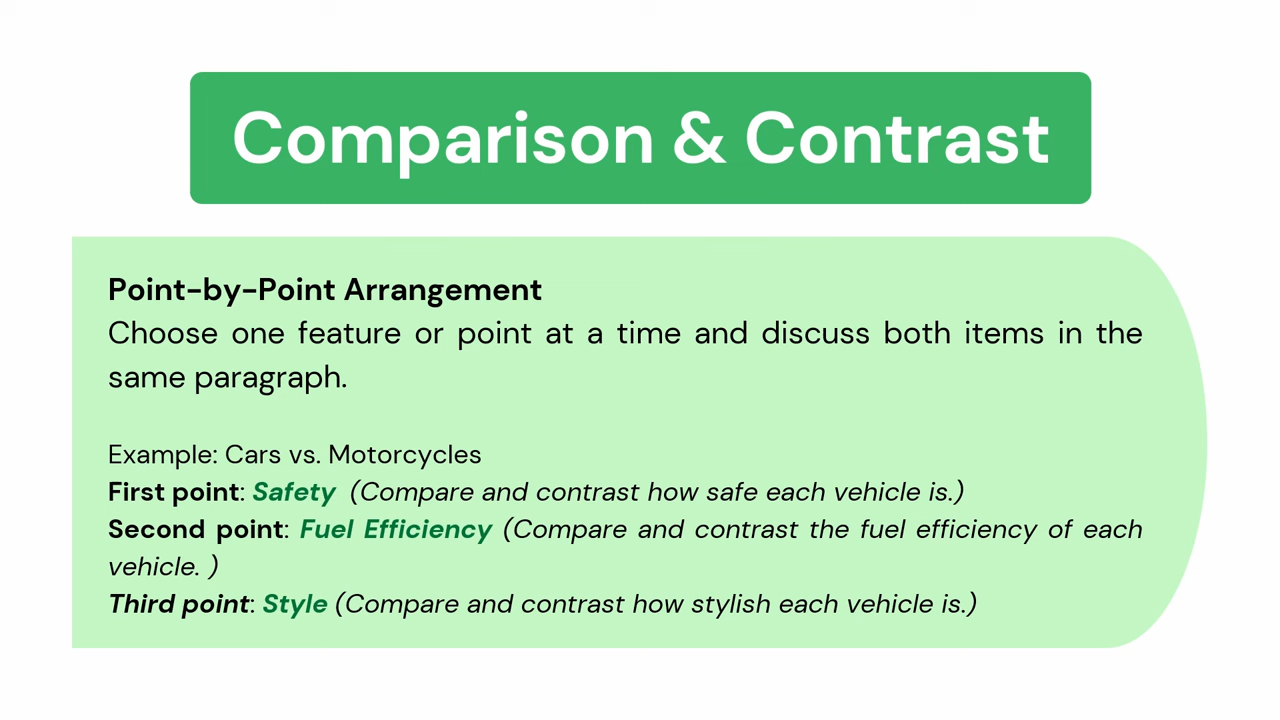 Comparison & Contrast
Point-by-Point Arrangement
Choose one feature or point at a time and discuss both items in the
same paragraph.
Example: Cars vs. Motorcycles
First point: Safety (Compare and contrast how safe each vehicle is.)
Second point: Fuel Efficiency (Compare and contrast the fuel efficiency of each
vehicle. )
Third point: Style (Compare and contrast how stylish each vehicle is.)